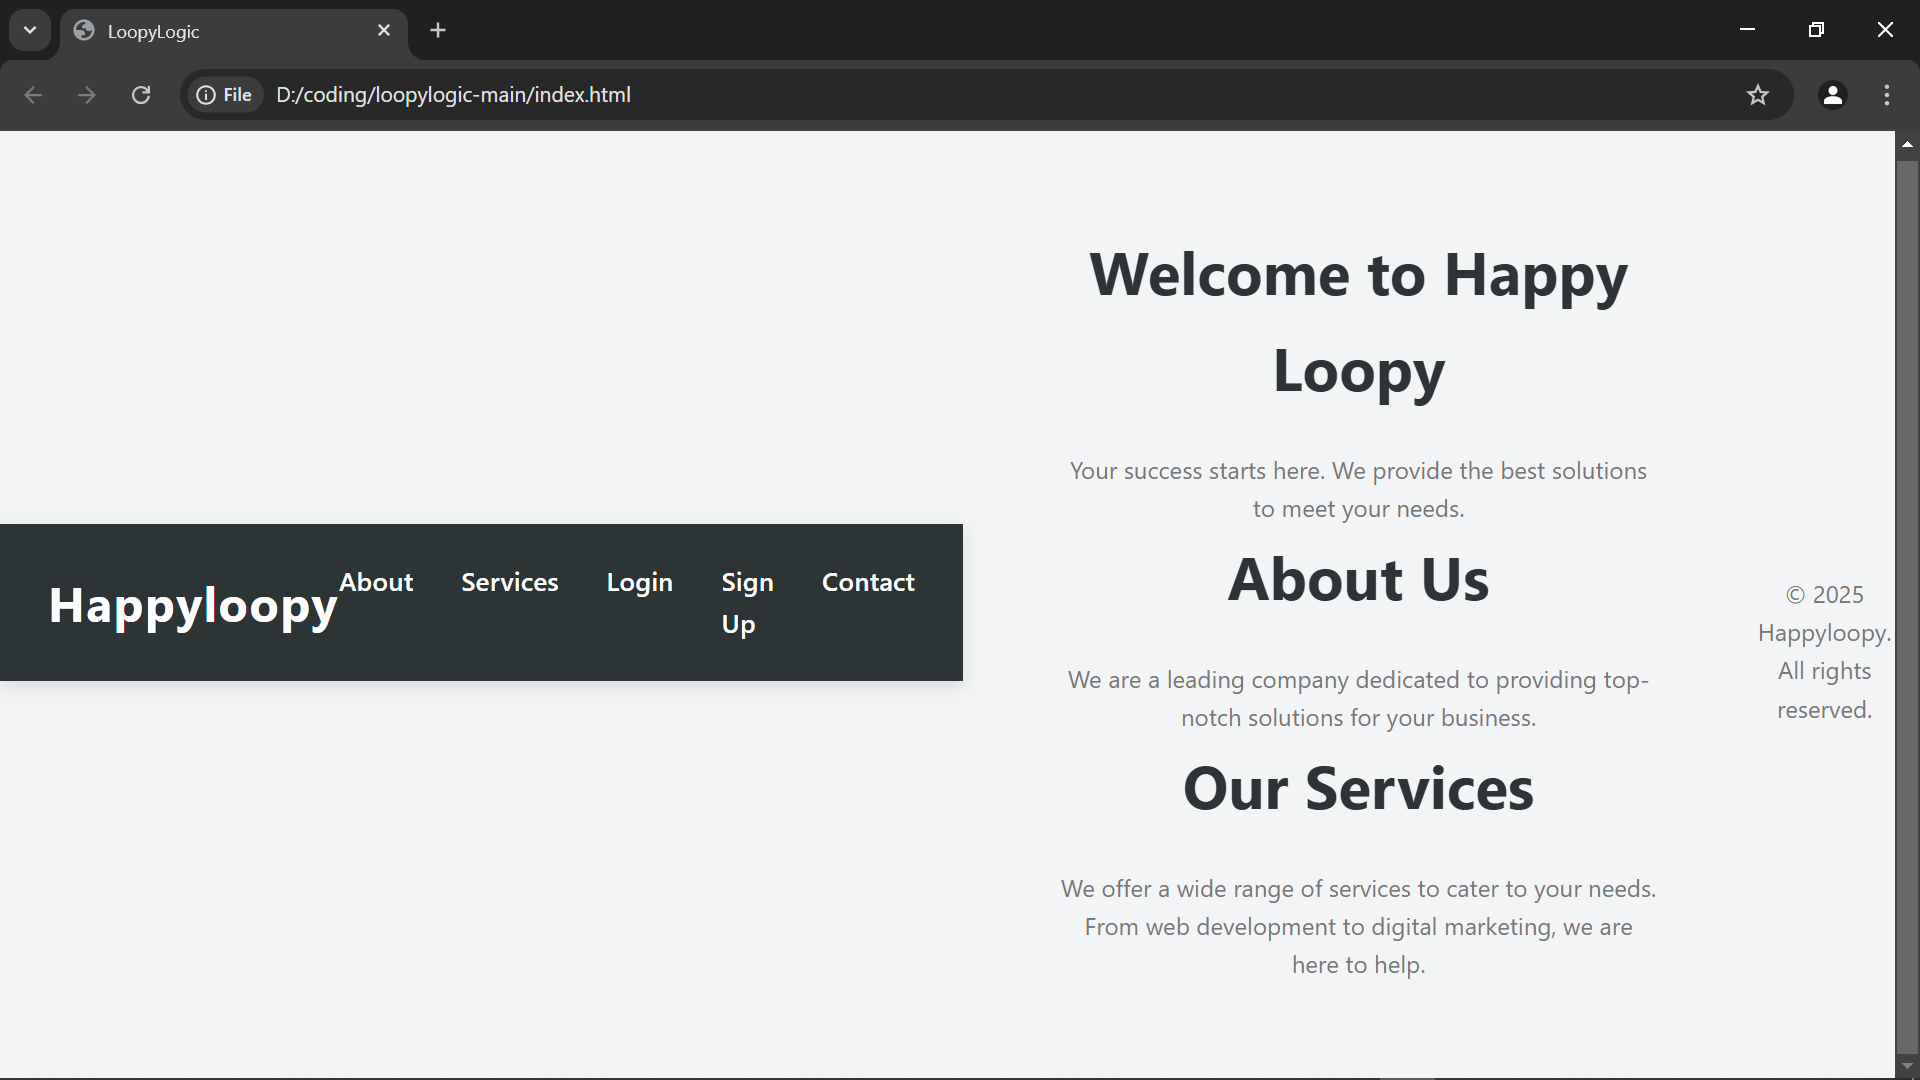 LoopyLogic
File D:/coding/loopylogic-main/index.html
Happyloopy
About Services Login Sign Up Contact
Welcome to Happy
Loopy
Your success starts here. We provide the best solutions
to meet your needs.
About Us
We are a leading company dedicated to providing top-
notch solutions for your business.
Our Services
We offer a wide range of services to cater to your needs.
From web development to digital marketing, we are
here to help.
© 2025
Happyloopy.
All rights
reserved.